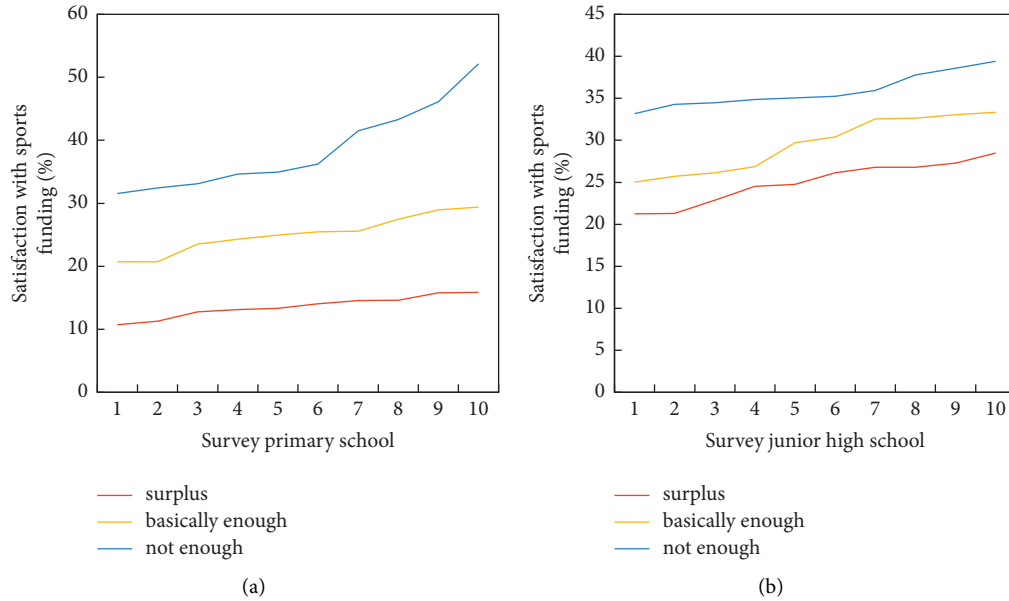 60
50
40
30
20
10
0
Satisfaction with sports
funding (%)
1 2 3 4 5 6 7 8 9 10
Survey primary school
surplus
basically enough
not enough
(a)
45
40
35
30
25
20
15
10
5
0
Satisfaction with sports
funding (%)
1 2 3 4 5 6 7 8 9 10
Survey junior high school
surplus
basically enough
not enough
(b)